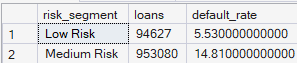 risk_segment loans default_rate
1 Low Risk 94627 5.530000000000
2 Medium Risk 953080 14.810000000000